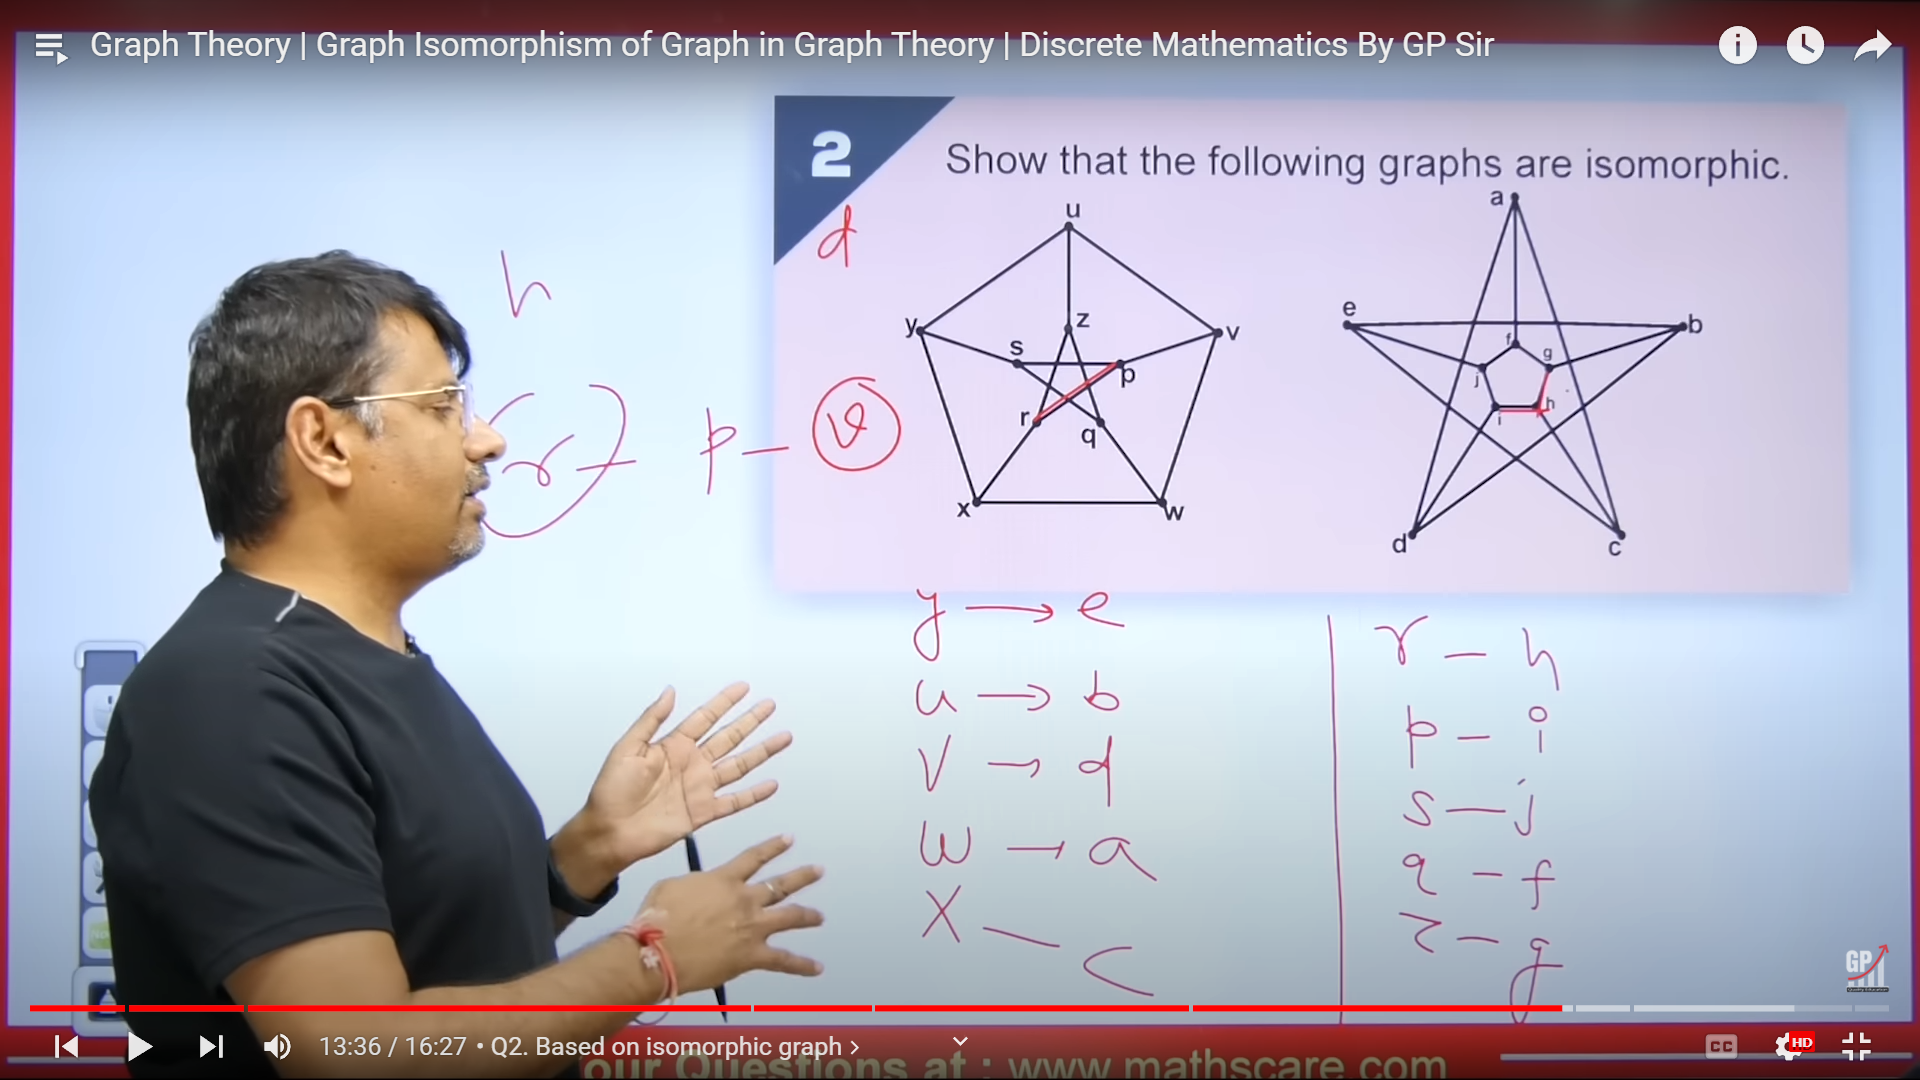 Graph Theory | Graph Isomorphism of Graph in Graph Theory | Discrete Mathematics By GP Sir
2
Show that the following graphs are isomorphic.
d
h
r - p - v
u
y
z
v
s
p
r
q
x
w
a
e
b
f
g
j
h
i
d
c
y → e
u → b
v → d
w → a
x — c
r — h
p — i
s — j
q — f
z — g
GP
13:36 / 16:27 • Q2. Based on isomorphic graph >
CC
HD
our Questions at : www.mathscare.com